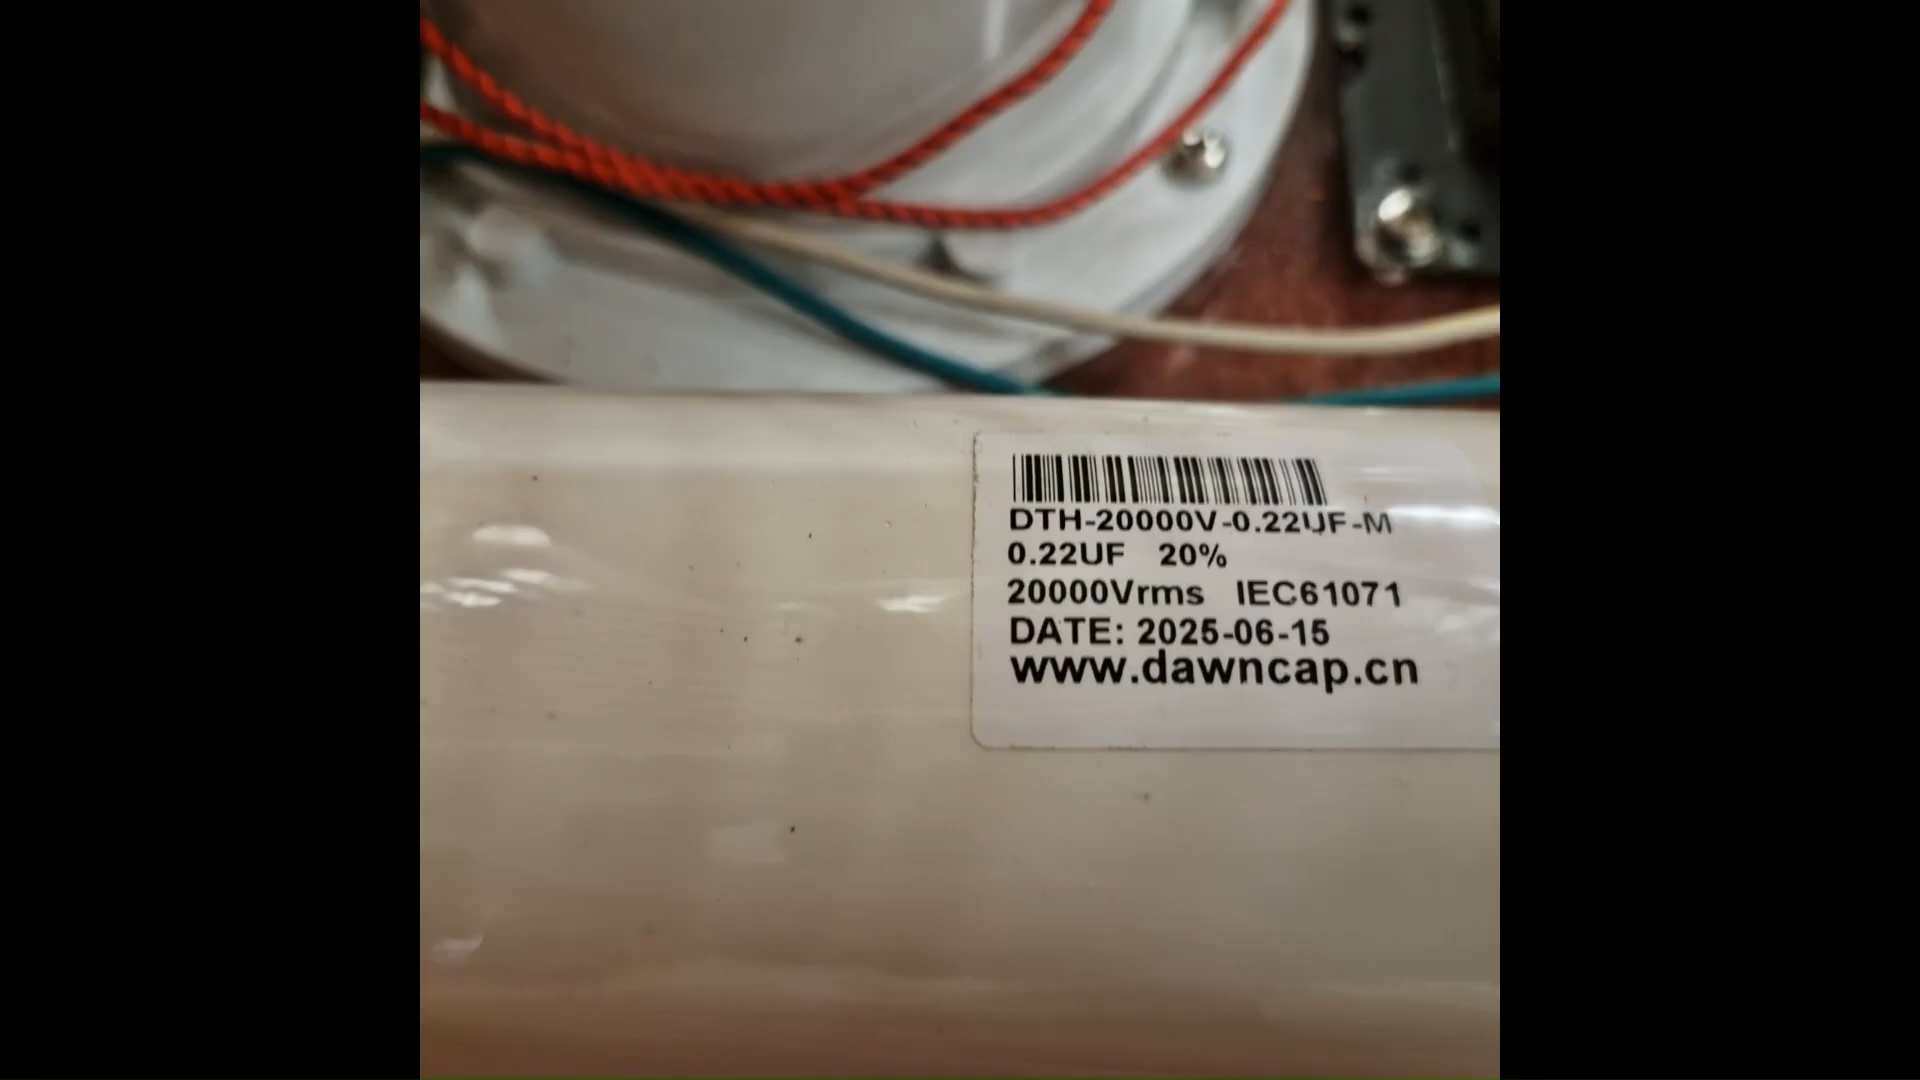 DTH-20000V-0.22UF-M
0.22UF 20%
20000Vrms IEC61071
DATE: 2025-06-15
www.dawncap.cn